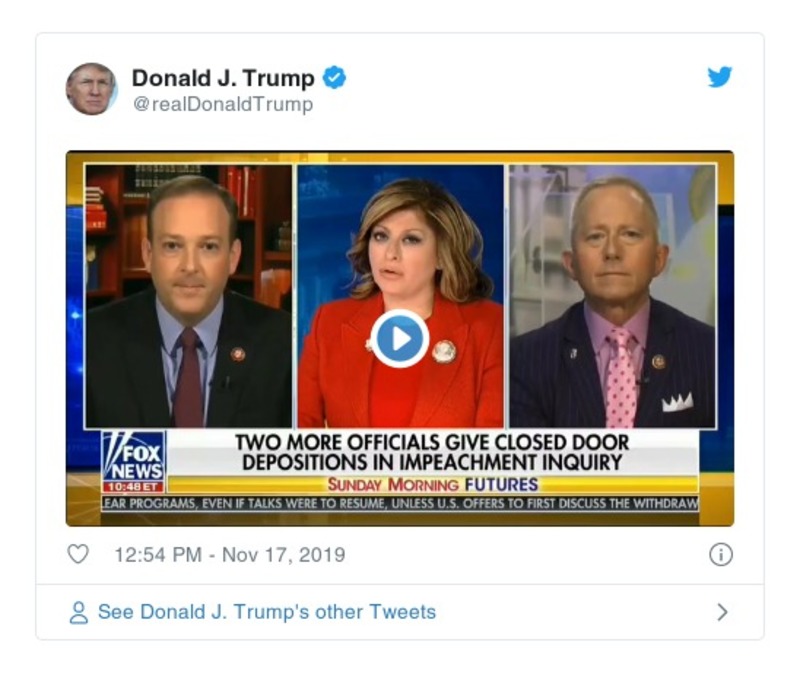 Donald J. Trump
@realDonaldTrump
TWO MORE OFFICIALS GIVE CLOSED DOOR
DEPOSITIONS IN IMPEACHMENT INQUIRY
FOX
NEWS
10:48 ET
SUNDAY MORNING FUTURES
EAR PROGRAMS, EVEN IF TALKS WERE TO RESUME, UNLESS U.S. OFFERS TO FIRST DISCUSS THE WITHDRAW
12:54 PM - Nov 17, 2019
See Donald J. Trump's other Tweets